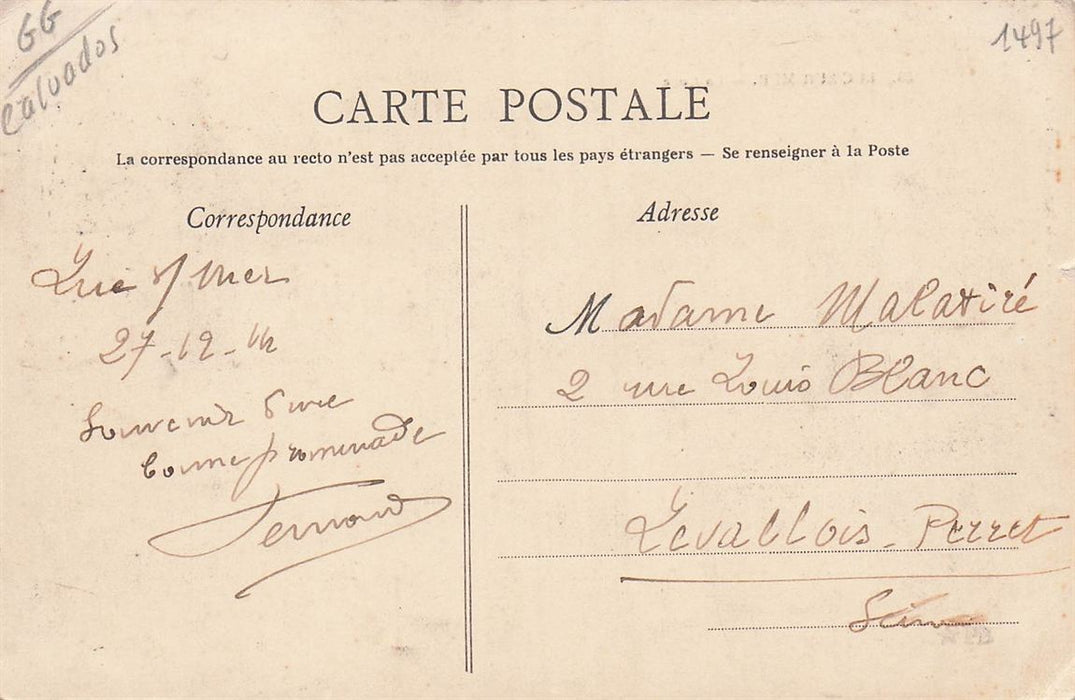 GG
Calvados
1497
CARTE POSTALE
La correspondance au recto n'est pas acceptée par tous les pays étrangers — Se renseigner à la Poste
Correspondance
Luc s/ mer
27-12-14
Souvenir d'une
bonne promenade
Fernand
Adresse
Madame Malatiré
2 rue Louis Blanc
Levallois-Perret
Seine